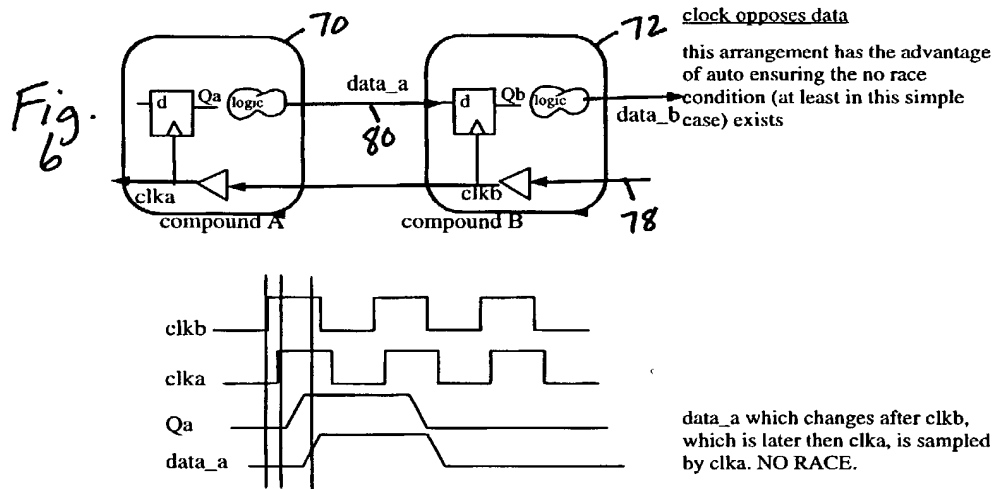 Fig. 6
70
72
clock opposes data
this arrangement has the advantage
of auto ensuring the no race
condition (at least in this simple
case) exists
d
Qa
logic
data_a
80
d
Qb
logic
data_b
clka
clkb
78
compound A
compound B
clkb
clka
Qa
data_a
data_a which changes after clkb,
which is later then clka, is sampled
by clka. NO RACE.